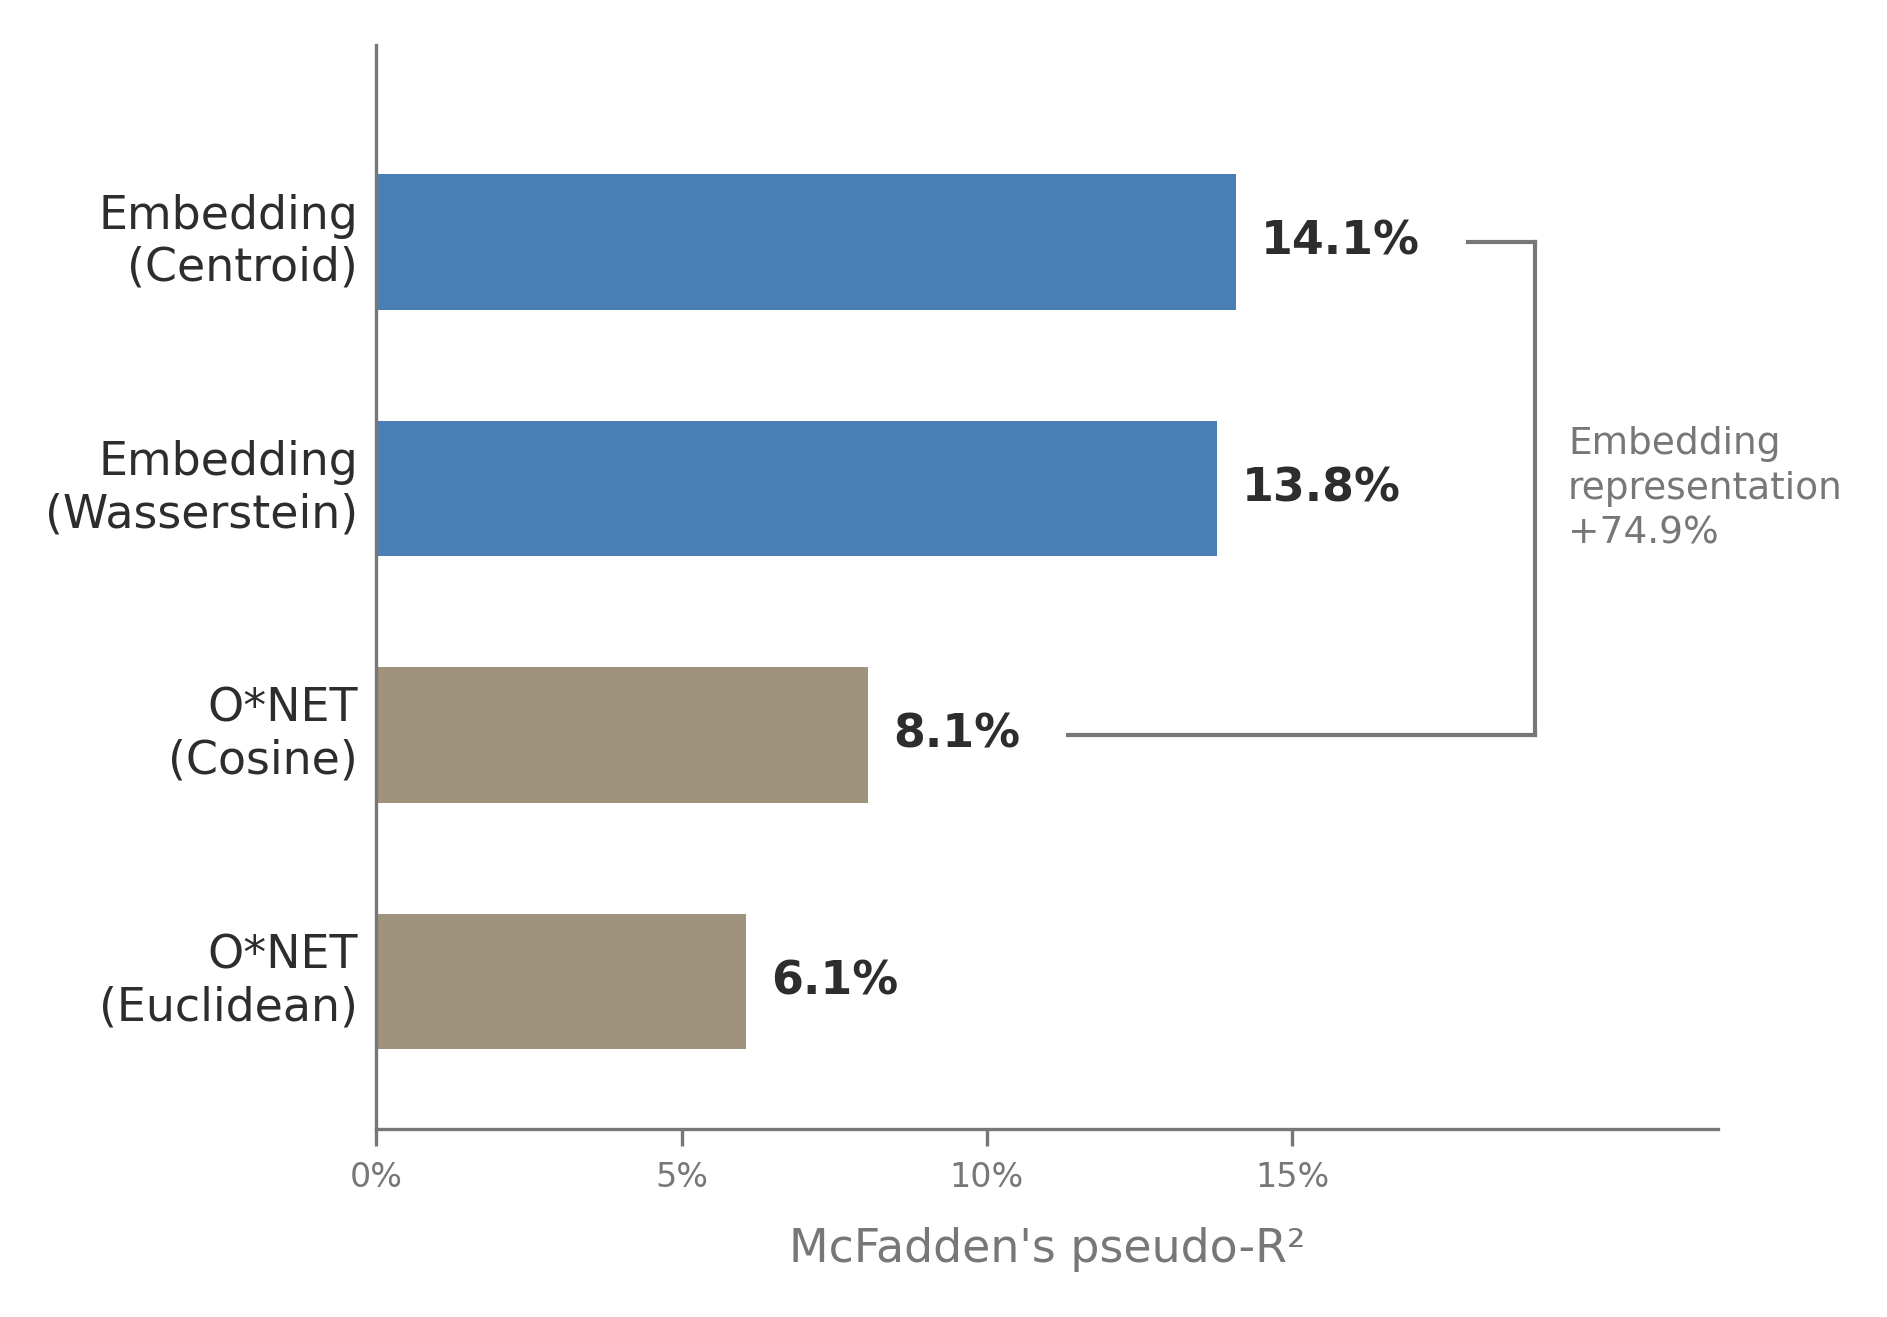 Embedding
(Centroid)
14.1%
Embedding
(Wasserstein)
13.8%
Embedding
representation
+74.9%
O*NET
(Cosine)
8.1%
O*NET
(Euclidean)
6.1%
0%
5%
10%
15%
McFadden's pseudo-R²